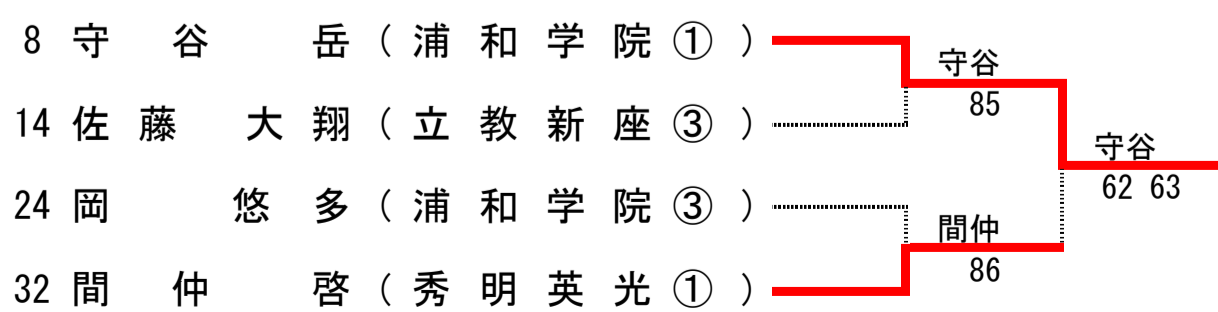 8 守谷 岳 (浦和学院①)
守谷
85
14 佐藤 大翔 (立教新座③)
守谷
62 63
24 岡 悠多 (浦和学院③)
間仲
86
32 間仲 啓 (秀明英光①)